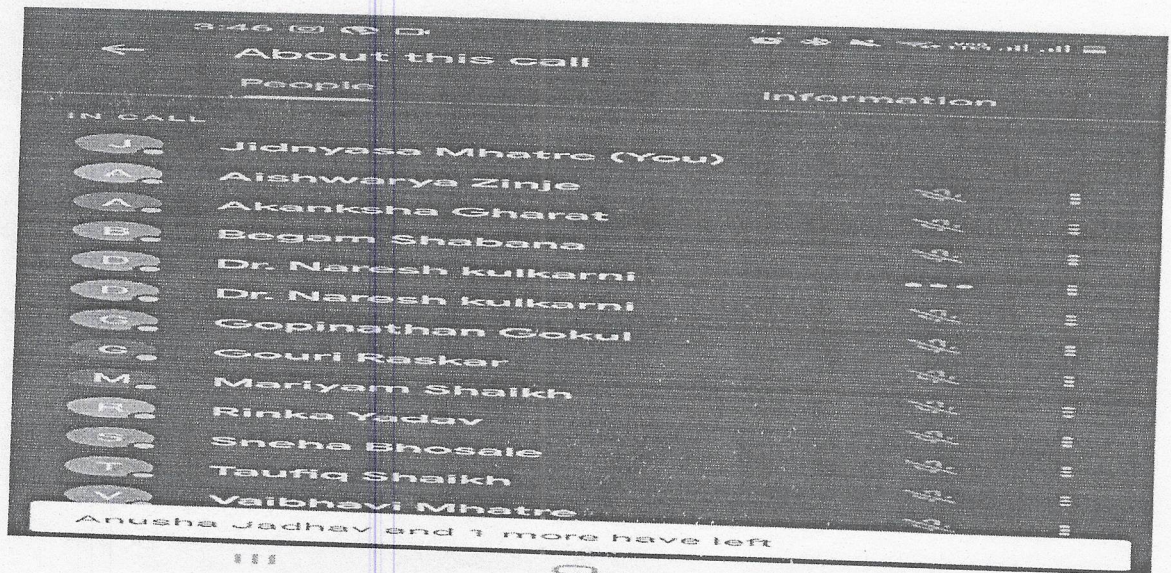 3:46
About this call
People
Information
IN CALL
J Jidnyasa Mhatre (You)
A Aishwarya Zinje
A Akanksha Gharat
B Begam Shabana
D Dr. Naresh kulkarni
D Dr. Naresh kulkarni
G Gopinathan Gokul
G Gouri Raskar
M Mariyam Shaikh
R Rinka Yadav
S Sneha Bhosale
T Taufiq Shaikh
V Vaibhavi Mhatre
Anusha Jadhav and 1 more have left